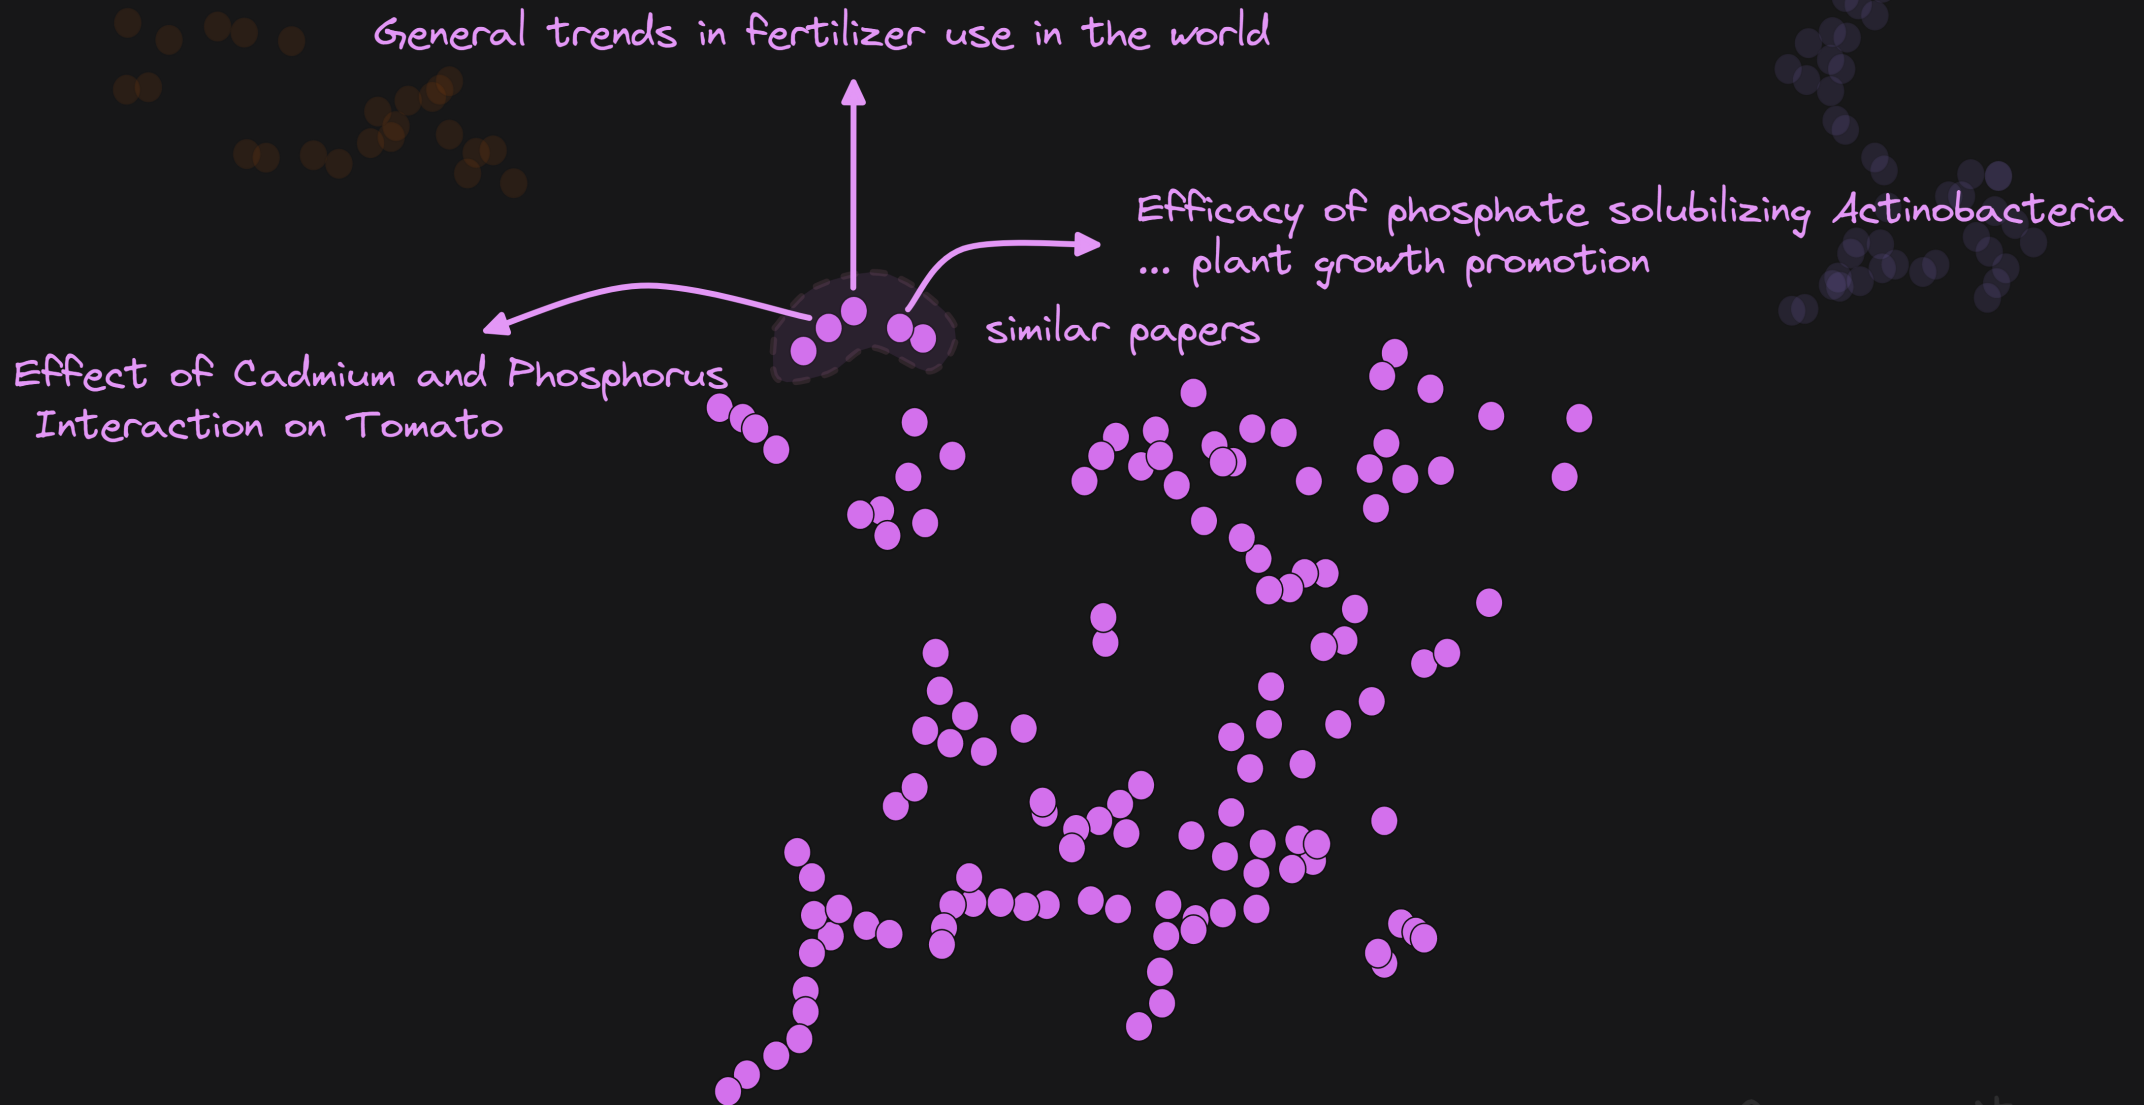 General trends in fertilizer use in the world
Efficacy of phosphate solubilizing Actinobacteria
... plant growth promotion
similar papers
Effect of Cadmium and Phosphorus
Interaction on Tomato